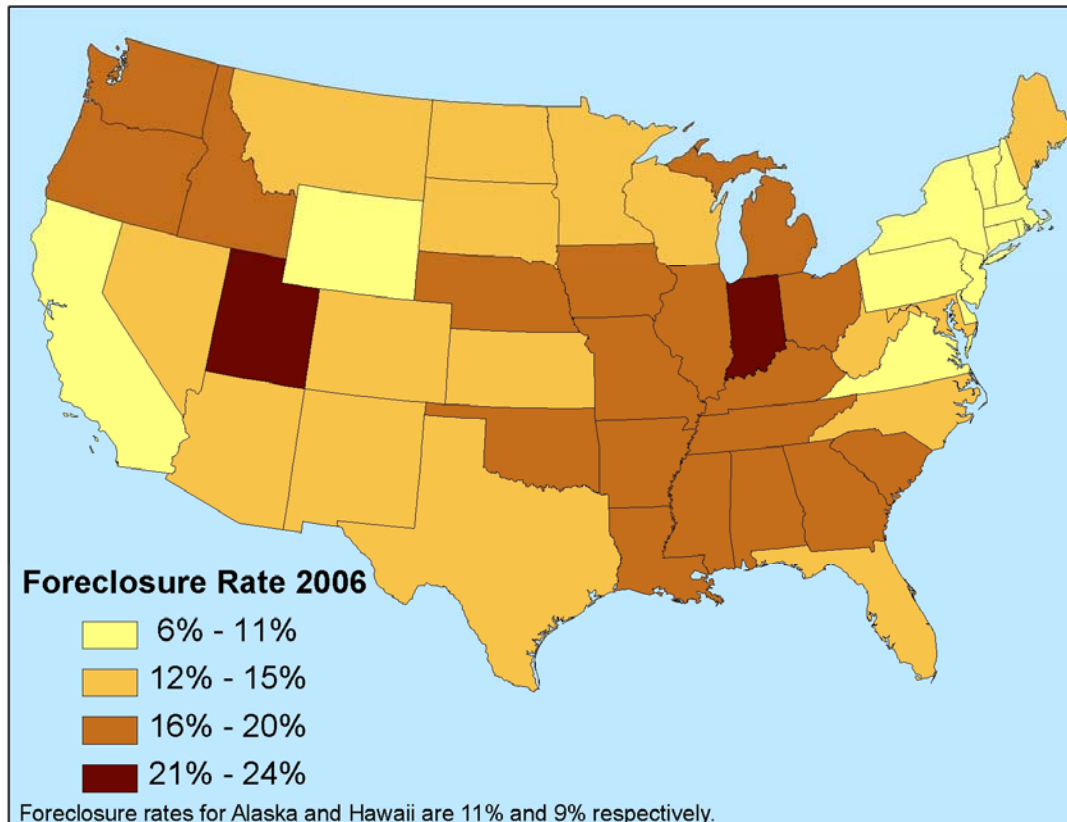 Foreclosure Rate 2006
6% - 11%
12% - 15%
16% - 20%
21% - 24%
Foreclosure rates for Alaska and Hawaii are 11% and 9% respectively.